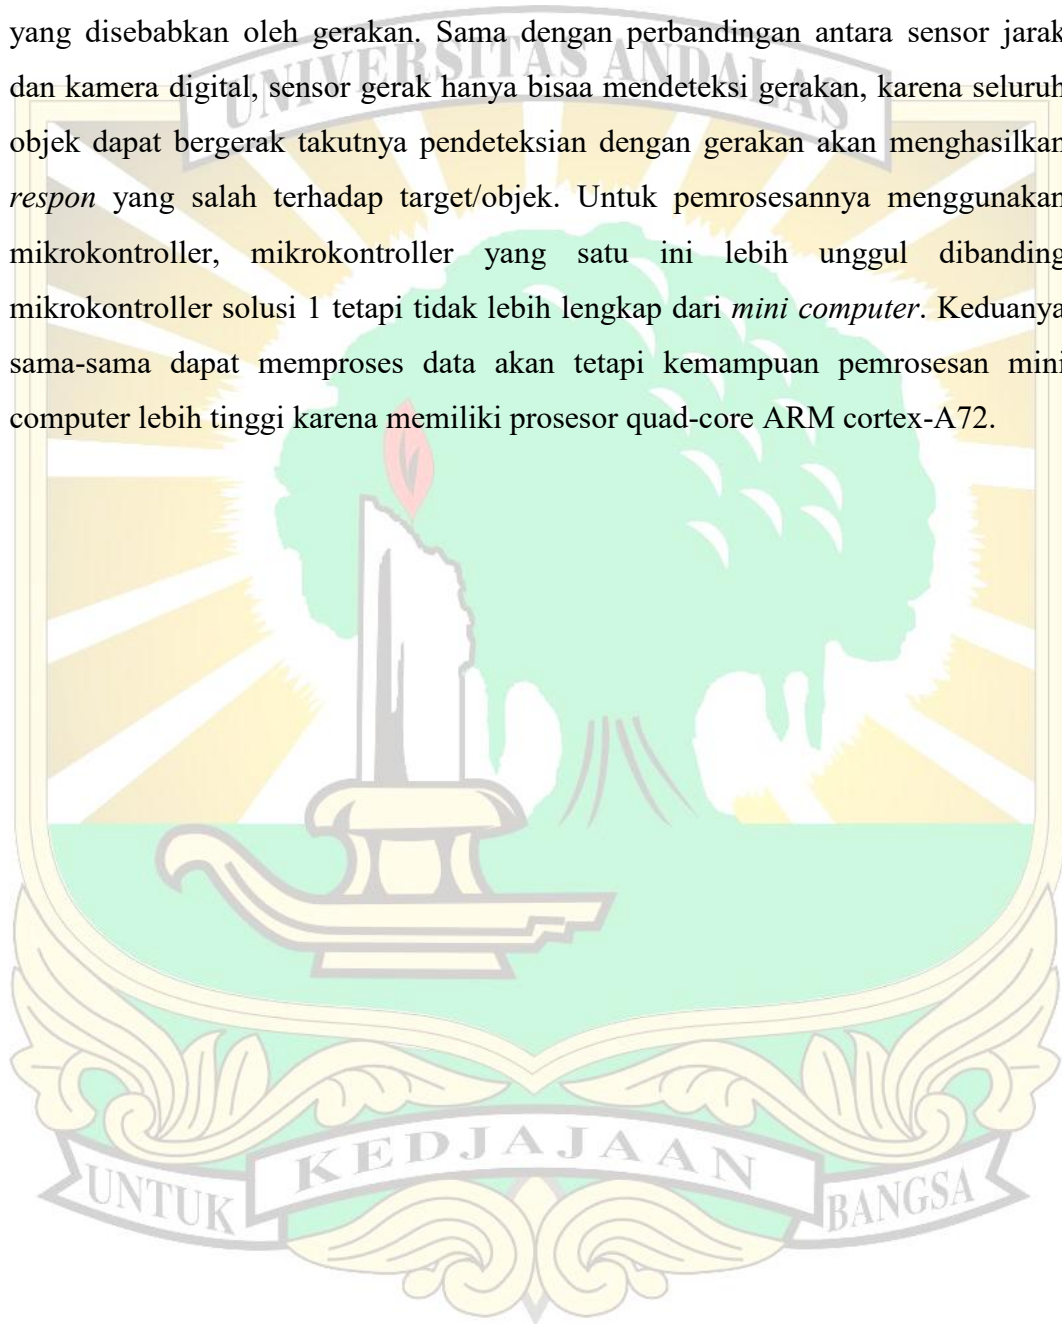 yang disebabkan oleh gerakan. Sama dengan perbandingan antara sensor jarak
UNIVERSITAS ANDALAS
dan kamera digital, sensor gerak hanya bisaa mendeteksi gerakan, karena seluruh
objek dapat bergerak takutnya pendeteksian dengan gerakan akan menghasilkan
respon yang salah terhadap target/objek. Untuk pemrosesannya menggunakan
mikrokontroller, mikrokontroller yang satu ini lebih unggul dibanding
mikrokontroller solusi 1 tetapi tidak lebih lengkap dari mini computer. Keduanya
sama-sama dapat memproses data akan tetapi kemampuan pemrosesan mini
computer lebih tinggi karena memiliki prosesor quad-core ARM cortex-A72.
UNTUK KEDJAJAAN BANGSA